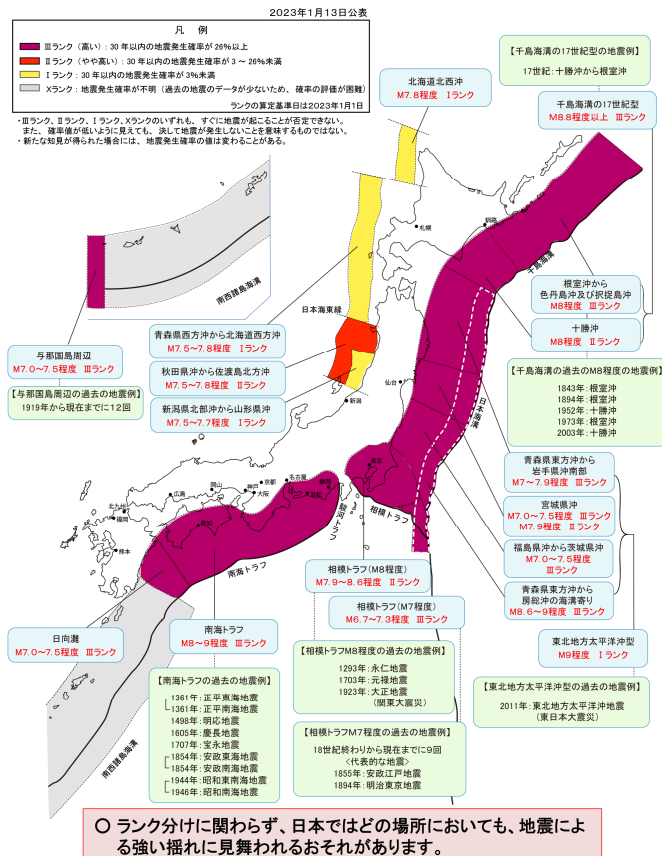 2023年1月13日公表
凡 例
Ⅲランク（高い）：30年以内の地震発生確率が26%以上
Ⅱランク（やや高い）：30年以内の地震発生確率が3～26%未満
Ⅰランク：30年以内の地震発生確率が3%未満
Xランク：地震発生確率が不明（過去の地震のデータが少ないため、確率の評価が困難）
ランクの算定基準日は2023年1月1日
・Ⅲランク、Ⅱランク、Ⅰランク、Xランクのいずれも、すぐに地震が起こることが否定できない。
また、確率値が低いように見えても、決して地震が発生しないことを意味するものではない。
・新たな知見が得られた場合には、地震発生確率の値は変わることがある。
北海道北西沖
M7.8程度 Ⅰランク
【千島海溝の17世紀型の地震例】
17世紀：十勝沖から根室沖
千島海溝の17世紀型
M8.8程度以上 Ⅲランク
札幌
釧路
千島海溝
根室沖から
色丹島沖及び択捉島沖
M8程度 Ⅲランク
十勝沖
M8程度 Ⅱランク
【千島海溝の過去のM8程度の地震例】
1843年：根室沖
1894年：根室沖
1952年：十勝沖
1973年：根室沖
2003年：十勝沖
南西諸島海溝
与那国島周辺
M7.0～7.5程度 Ⅲランク
【与那国島周辺の過去の地震例】
1919年から現在までに12回
日本海東縁
青森県西方沖から北海道西方沖
M7.5～7.8程度 Ⅰランク
秋田県沖から佐渡島北方沖
M7.5～7.8程度 Ⅱランク
新潟県北部沖から山形県沖
M7.5～7.7程度 Ⅰランク
仙台
新潟
日本海溝
青森県東方沖から
岩手県沖南部
M7～7.9程度 Ⅲランク
宮城県沖
M7.0～7.5程度 Ⅲランク
M7.9程度 Ⅱランク
福島県沖から茨城県沖
M7.0～7.5程度
Ⅲランク
青森県東方沖から
房総沖の海溝寄り
M8.6～9程度 Ⅲランク
東北地方太平洋沖型
M9程度 Ⅰランク
【東北地方太平洋沖型の過去の地震例】
2011年：東北地方太平洋沖地震
（東日本大震災）
東京
名古屋
静岡
浜松
京都
神戸
大阪
岡山
広島
高知
北九州
福岡
熊本
相模トラフ
駿河トラフ
南海トラフ
相模トラフ（M8程度）
M7.9～8.6程度 Ⅱランク
相模トラフ（M7程度）
M6.7～7.3程度 Ⅲランク
【相模トラフM8程度の過去の地震例】
1293年：永仁地震
1703年：元禄地震
1923年：大正地震
（関東大震災）
【相模トラフM7程度の過去の地震例】
18世紀終わりから現在までに9回
<代表的な地震>
1855年：安政江戸地震
1894年：明治東京地震
日向灘
M7.0～7.5程度 Ⅲランク
南海トラフ
M8～9程度 Ⅲランク
【南海トラフの過去の地震例】
1361年：正平東海地震
1361年：正平南海地震
1498年：明応地震
1605年：慶長地震
1707年：宝永地震
1854年：安政東海地震
1854年：安政南海地震
1944年：昭和東南海地震
1946年：昭和南海地震
南西諸島海溝
○ ランク分けに関わらず、日本ではどの場所においても、地震によ
る強い揺れに見舞われるおそれがあります。